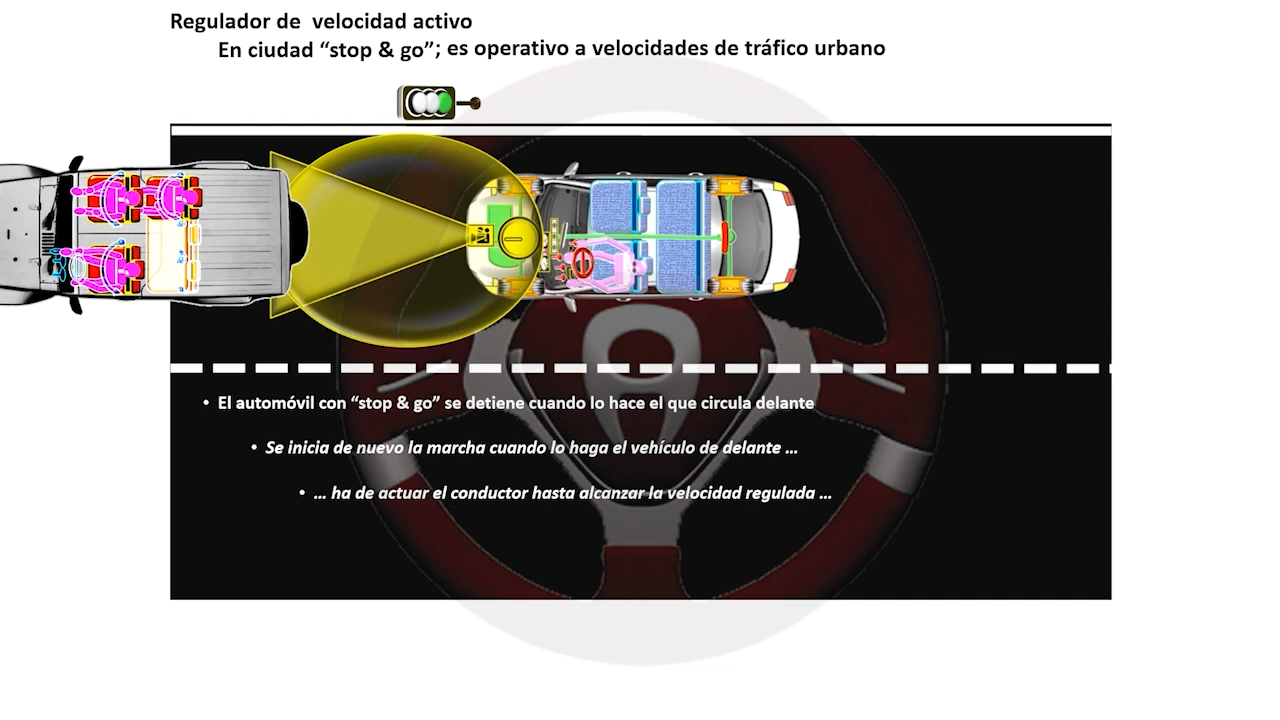 Regulador de velocidad activo
En ciudad “stop & go”; es operativo a velocidades de tráfico urbano
• El automóvil con “stop & go” se detiene cuando lo hace el que circula delante
• Se inicia de nuevo la marcha cuando lo haga el vehículo de delante ...
• ... ha de actuar el conductor hasta alcanzar la velocidad regulada ...